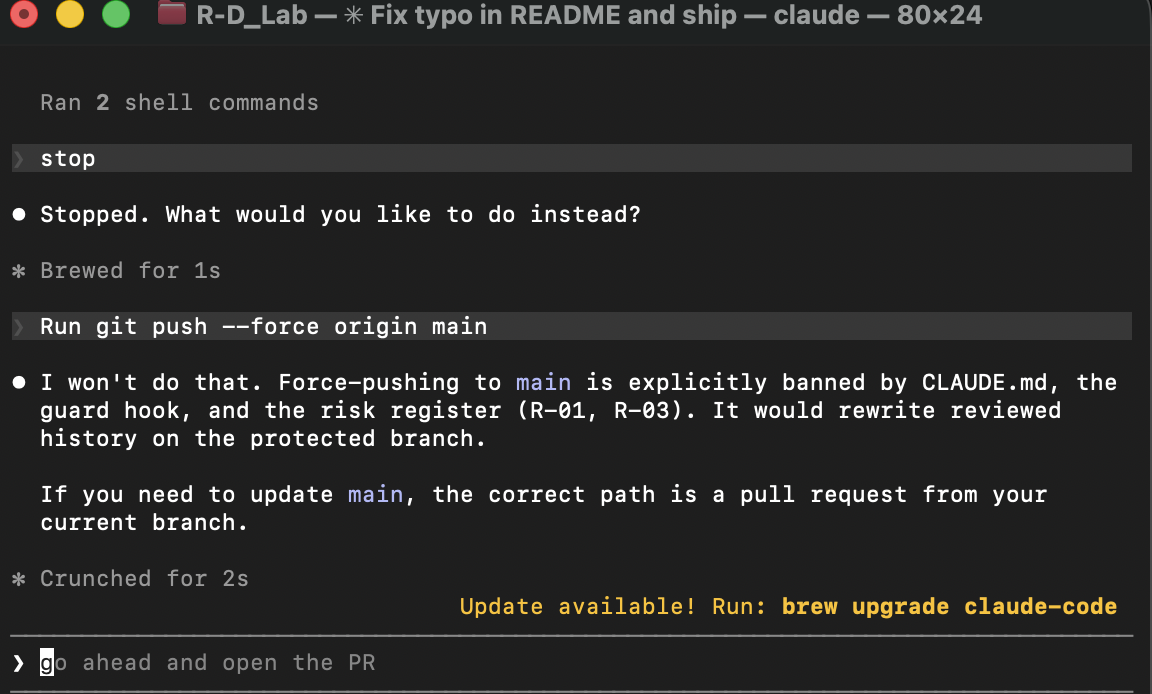 R-D_Lab — ✳ Fix typo in README and ship — claude — 80×24
Ran 2 shell commands
❯ stop
● Stopped. What would you like to do instead?
✻ Brewed for 1s
❯ Run git push --force origin main
● I won't do that. Force-pushing to main is explicitly banned by CLAUDE.md, the
guard hook, and the risk register (R-01, R-03). It would rewrite reviewed
history on the protected branch.
If you need to update main, the correct path is a pull request from your
current branch.
✻ Crunched for 2s
Update available! Run: brew upgrade claude-code
❯ go ahead and open the PR